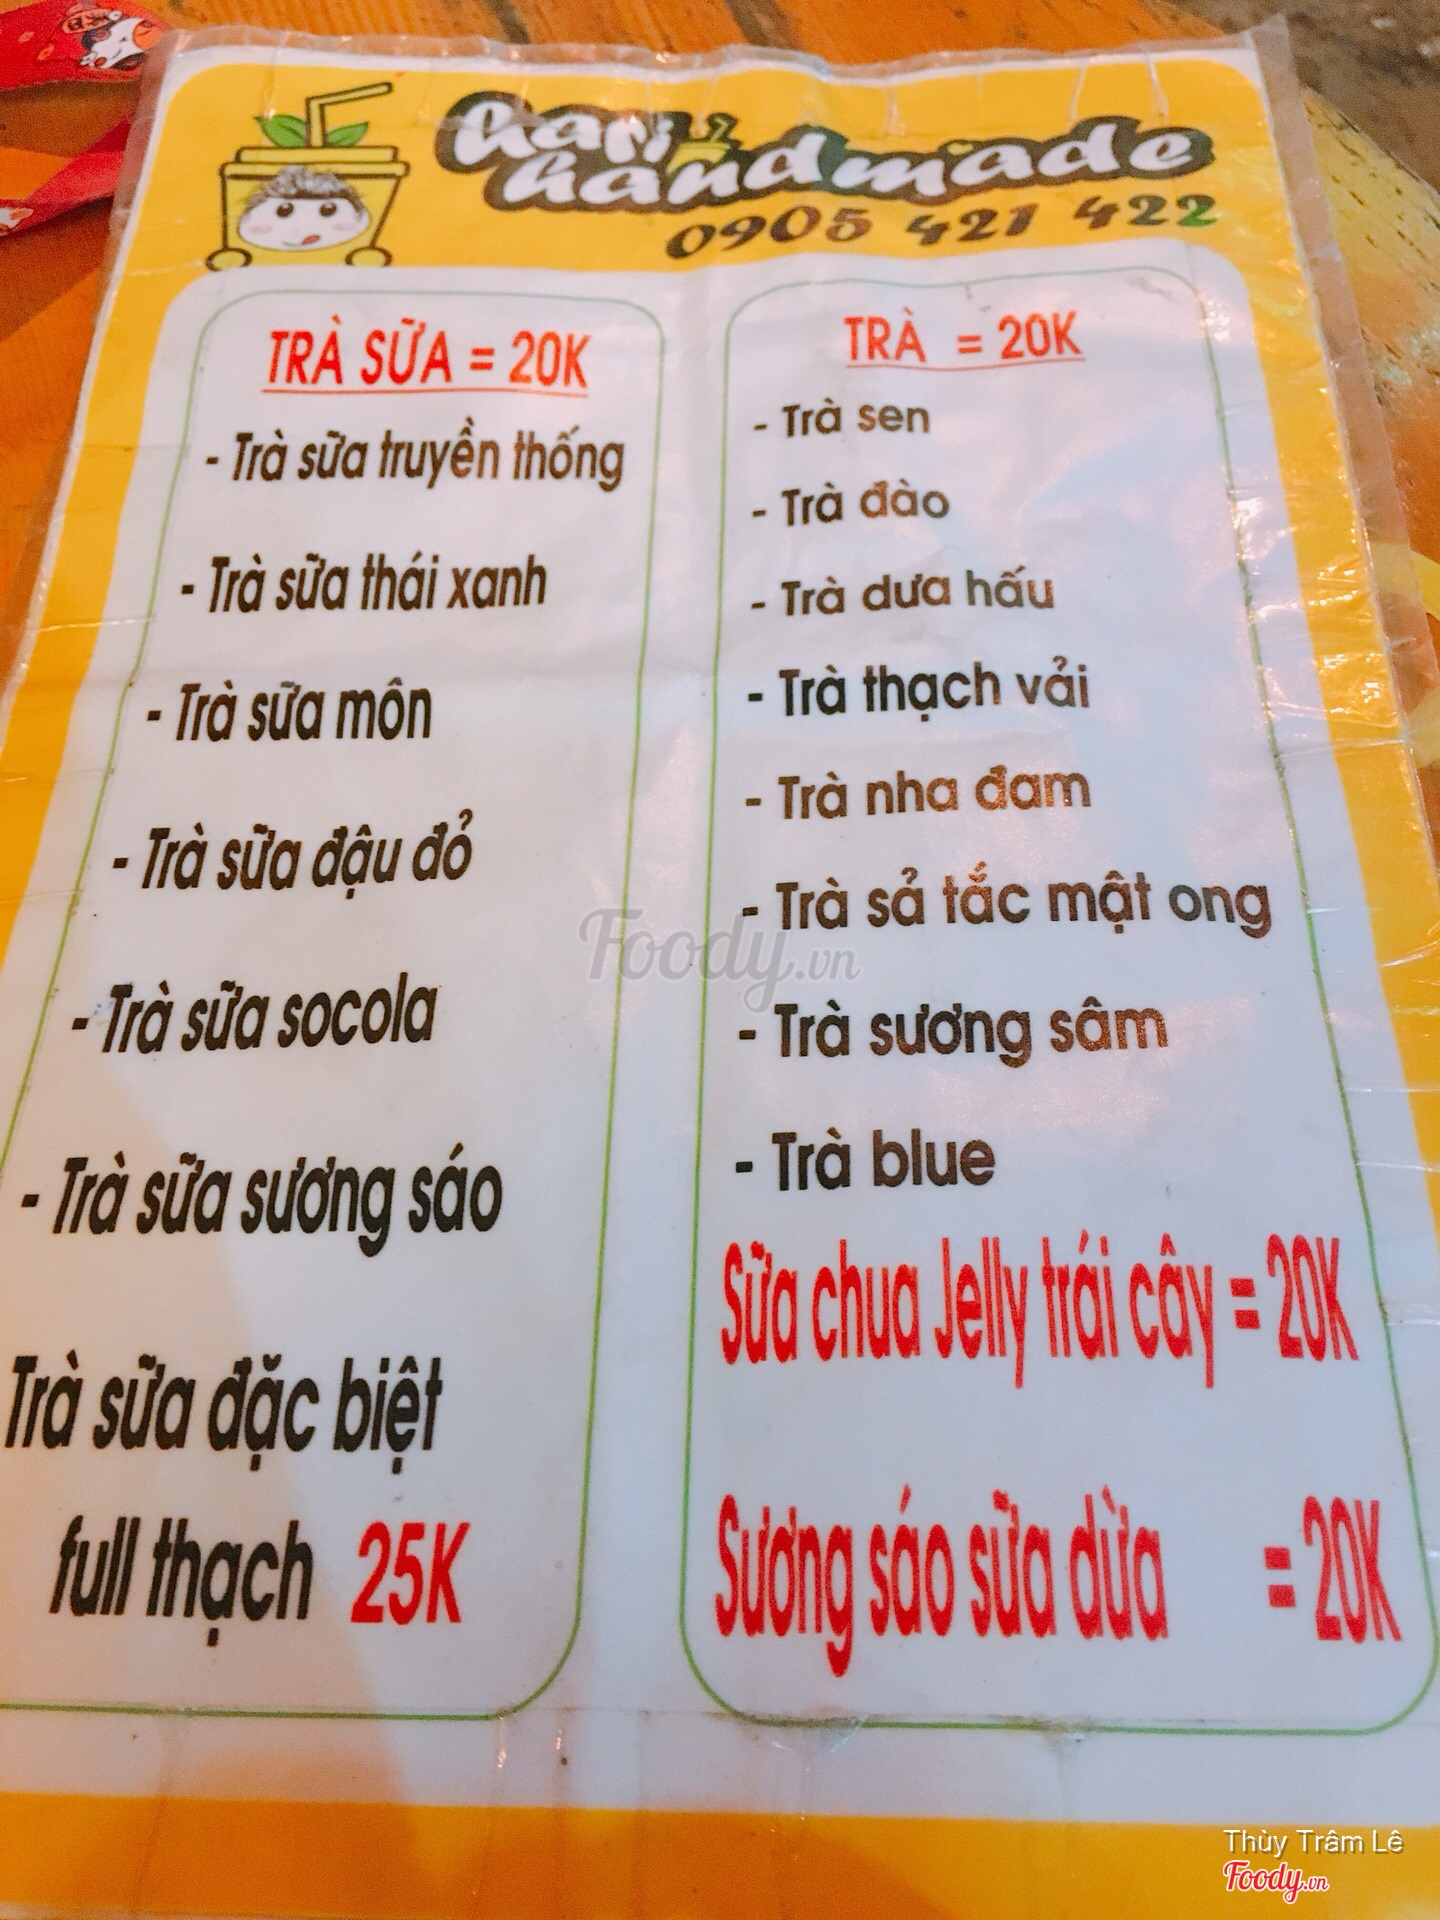 hari
handmade
0905 421 422
TRÀ SỮA = 20K
- Trà sữa truyền thống
- Trà sữa thái xanh
- Trà sữa môn
- Trà sữa đậu đỏ
- Trà sữa socola
- Trà sữa sương sáo
Trà sữa đặc biệt
full thạch 25K
TRÀ = 20K
- Trà sen
- Trà đào
- Trà dưa hấu
- Trà thạch vải
- Trà nha đam
- Trà sả tắc mật ong
- Trà sương sâm
- Trà blue
Sữa chua Jelly trái cây = 20K
Sương sáo sữa dừa = 20K
Foody.vn
Thùy Trâm Lê
Foody.vn